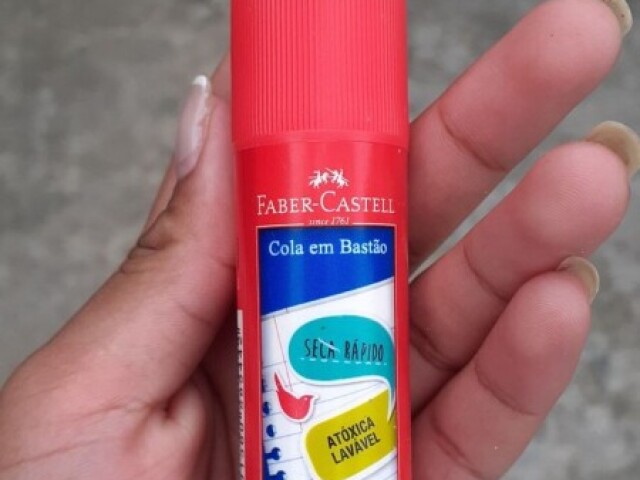 FABER-CASTELL
since 1761
Cola em Bastão
SECA RÁPIDO
ATÓXICA
LAVÁVEL